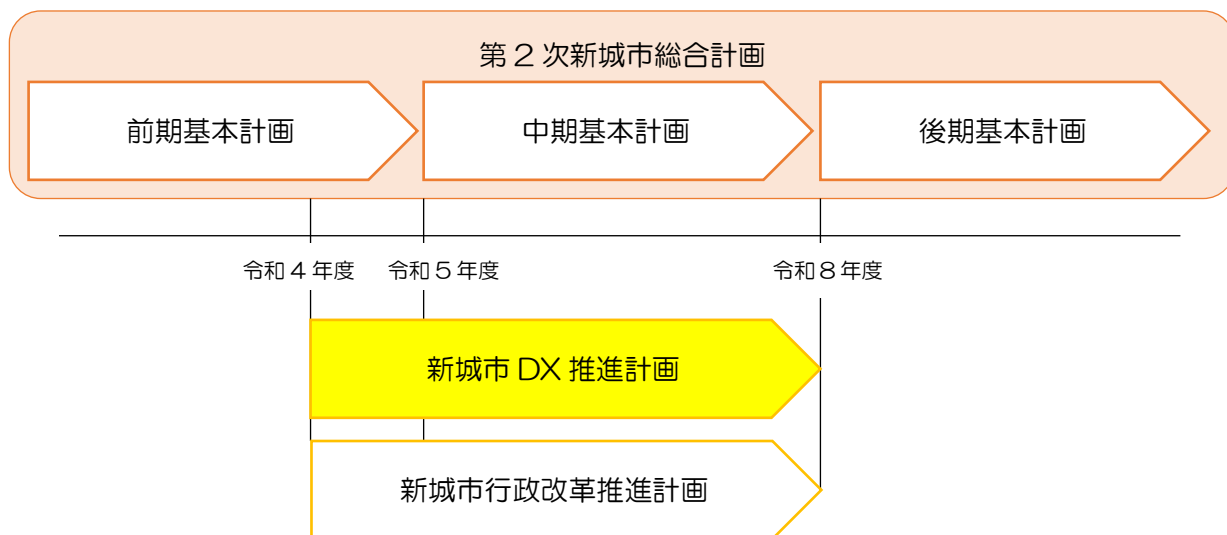 第２次新城市総合計画
前期基本計画
中期基本計画
後期基本計画
令和４年度
令和５年度
令和８年度
新城市 DX 推進計画
新城市行政改革推進計画